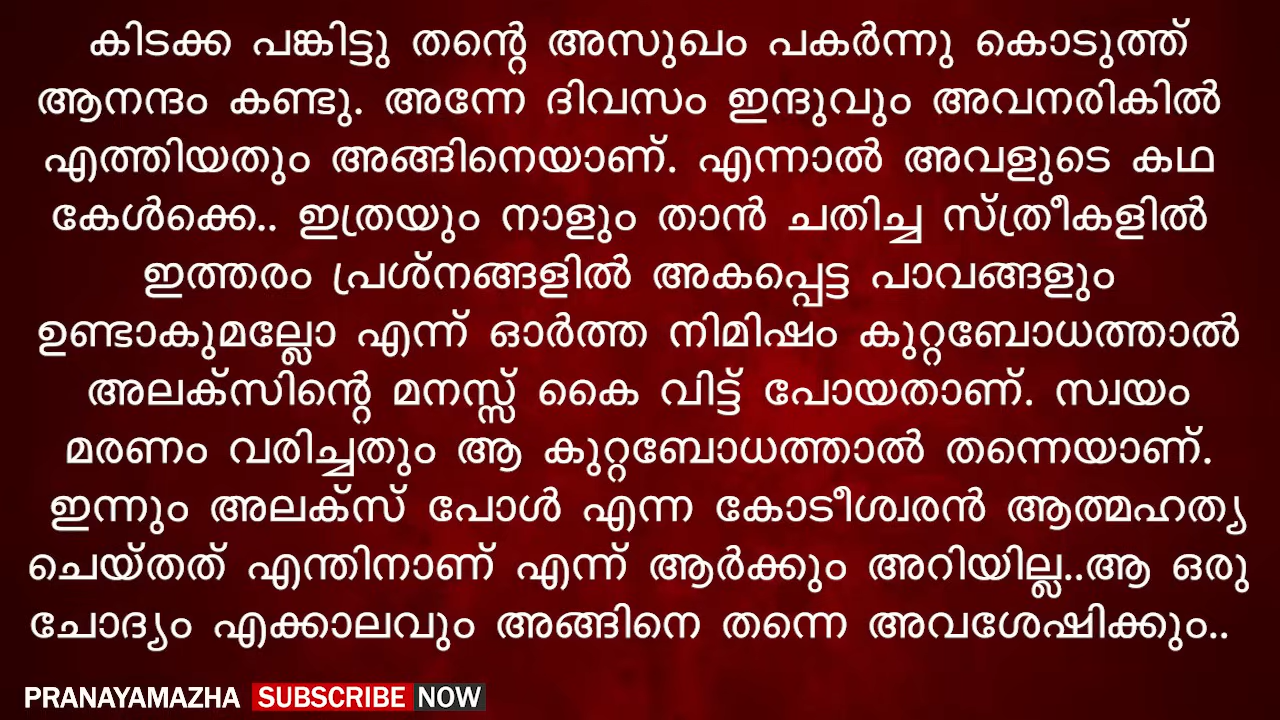 കിടക്ക പങ്കിട്ടു തന്റെ അസുഖം പകർന്നു കൊടുത്ത്
ആനന്ദം കണ്ടു. അന്നേ ദിവസം ഇന്ദുവും അവനരികിൽ
എത്തിയതും അങ്ങിനെയാണ്. എന്നാൽ അവളുടെ കഥ
കേൾക്കെ.. ഇത്രയും നാളും താൻ ചതിച്ച സ്ത്രീകളിൽ
ഇത്തരം പ്രശ്നങ്ങളിൽ അകപ്പെട്ട പാവങ്ങളും
ഉണ്ടാകുമല്ലോ എന്ന് ഓർത്ത നിമിഷം കുറ്റബോധത്താൽ
അലക്സിന്റെ മനസ്സ് കൈ വിട്ട് പോയതാണ്. സ്വയം
മരണം വരിച്ചതും ആ കുറ്റബോധത്താൽ തന്നെയാണ്.
ഇന്നും അലക്സ് പോൾ എന്ന കോടീശ്വരൻ ആത്മഹത്യ
ചെയ്തത് എന്തിനാണ് എന്ന് ആർക്കും അറിയില്ല..ആ ഒരു
ചോദ്യം എക്കാലവും അങ്ങിനെ തന്നെ അവശേഷിക്കും..
PRANAYAMAZHA SUBSCRIBE NOW